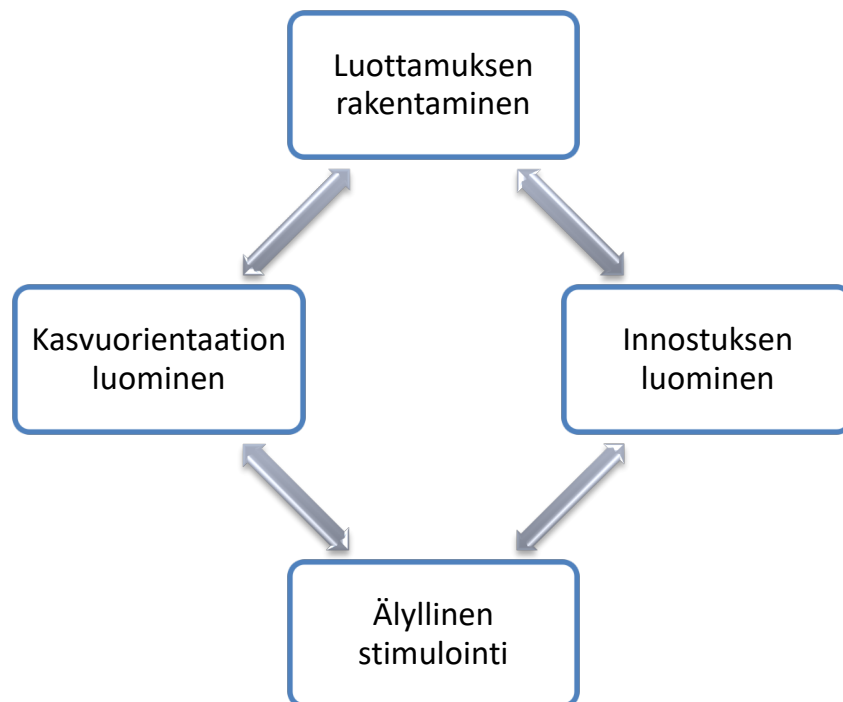 Luottamuksen
rakentaminen
Kasvuorientaation
luominen
Innostuksen
luominen
Älyllinen
stimulointi